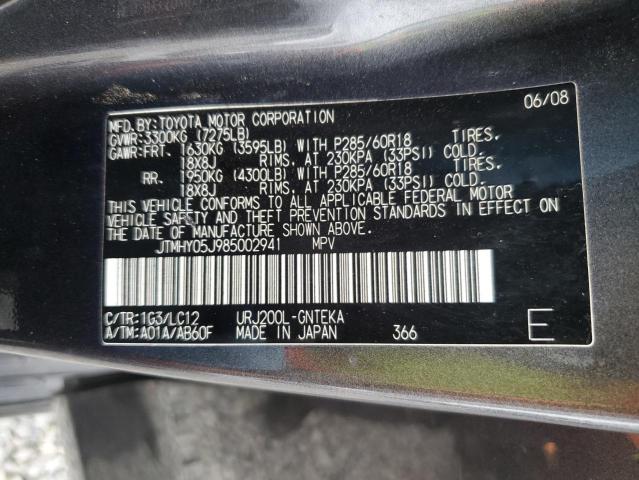 06/08
MFD. BY:TOYOTA MOTOR CORPORATION
GVWR:3300KG (7275LB)
GAWR:FRT. 1630KG (3595LB) WITH P285/60R18 TIRES.
18X8J RIMS. AT 230KPA (33PSI) COLD.
RR. 1950KG (4300LB) WITH P285/60R18 TIRES.
18X8J RIMS. AT 230KPA (33PSI) COLD.
THIS VEHICLE CONFORMS TO ALL APPLICABLE FEDERAL MOTOR
VEHICLE SAFETY AND THEFT PREVENTION STANDARDS IN EFFECT ON
THE DATE OF MANUFACTURE SHOWN ABOVE.
JTMHY05J985002941 MPV
C/TR:1G3/LC12 URJ200L-GNTEKA
A/TM:A01A/AB60F MADE IN JAPAN 366 E